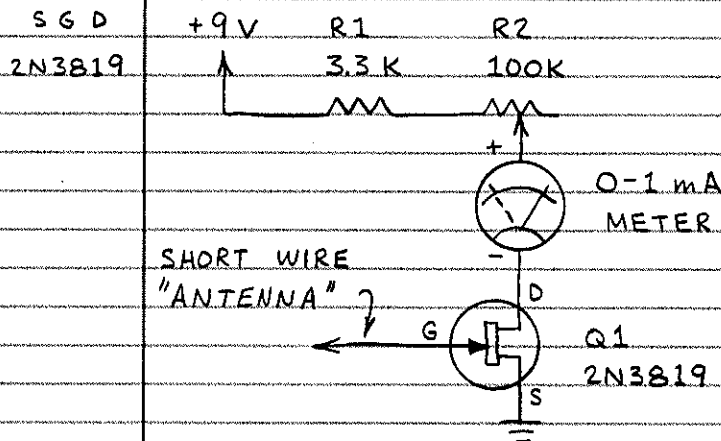 S G D
2N3819
+9V R1 R2
3.3K 100K
+
0-1 mA
METER
-
SHORT WIRE
"ANTENNA"
D
G
Q1
2N3819
S